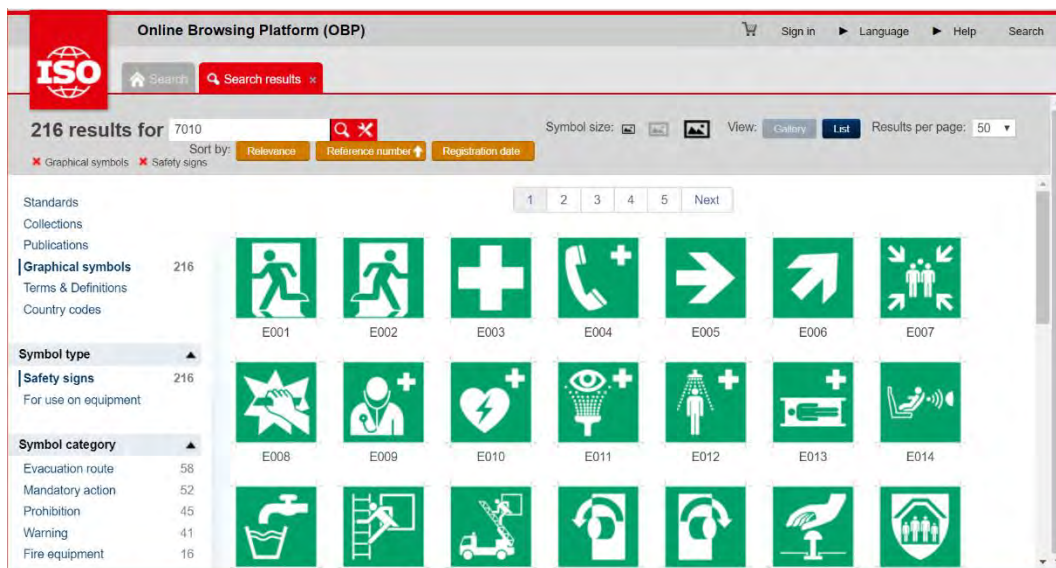 Online Browsing Platform (OBP)
Sign in Language Help Search
ISO
Search Search results ×
216 results for 7010
Symbol size: View: Gallery List Results per page: 50
Sort by: Relevance Reference number Registration date
Graphical symbols Safety signs
1 2 3 4 5 Next
Standards
Collections
Publications
Graphical symbols 216
Terms & Definitions
Country codes
Symbol type
Safety signs 216
For use on equipment
Symbol category
Evacuation route 58
Mandatory action 52
Prohibition 45
Warning 41
Fire equipment 16
E001 E002 E003 E004 E005 E006 E007
E008 E009 E010 E011 E012 E013 E014